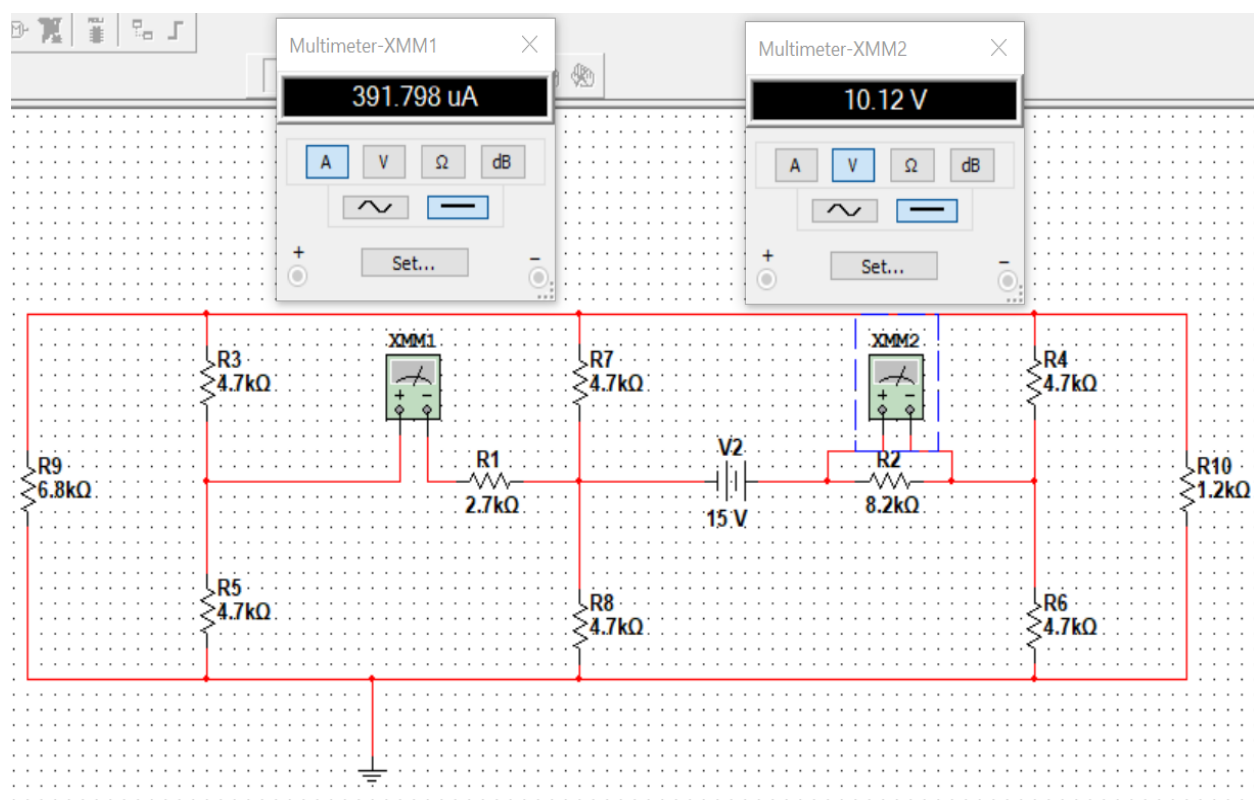 Multimeter-XMM1
391.798 uA
A V Ω dB
+ −
Set...
Multimeter-XMM2
10.12 V
A V Ω dB
+ −
Set...
XMM1
+ −
XMM2
+ −
R3
4.7kΩ
R7
4.7kΩ
R4
4.7kΩ
R9
6.8kΩ
R1
2.7kΩ
V2
15 V
R2
8.2kΩ
R10
1.2kΩ
R5
4.7kΩ
R8
4.7kΩ
R6
4.7kΩ